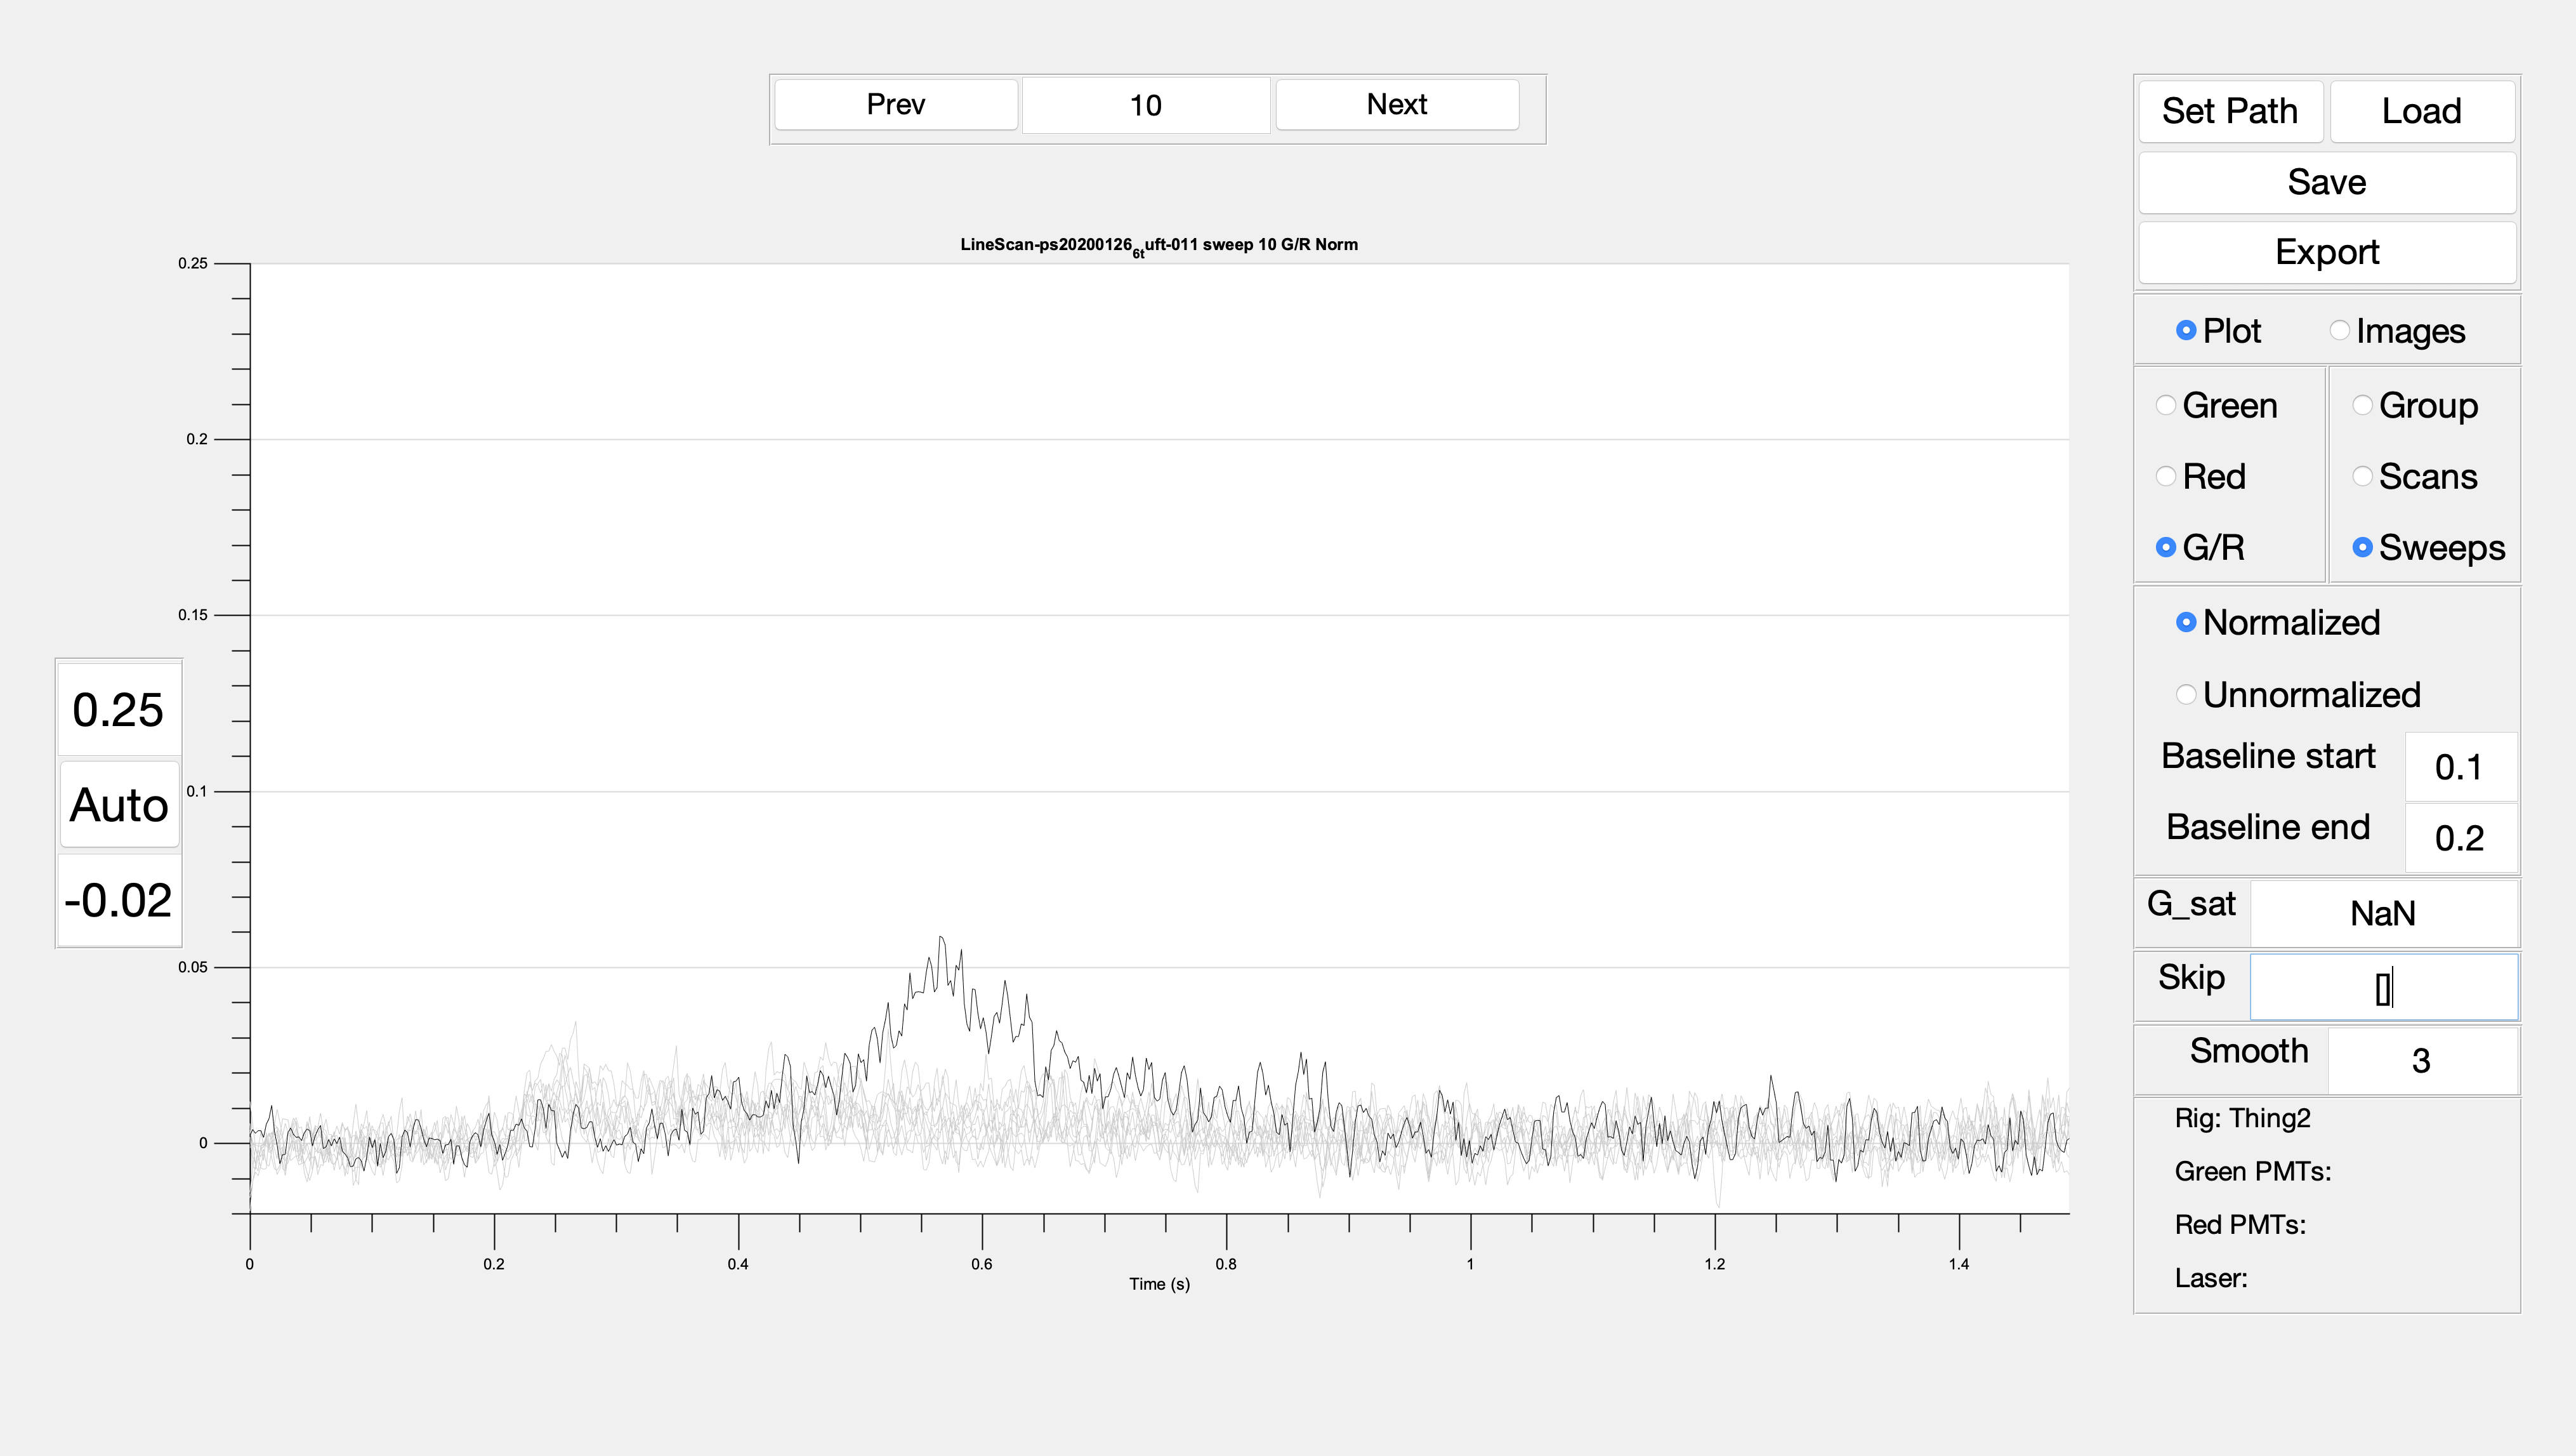 Prev 10 Next
Set Path Load
Save
Export
Plot Images
Green Group
Red Scans
G/R Sweeps
Normalized
Unnormalized
Baseline start 0.1
Baseline end 0.2
G_sat NaN
Skip []
Smooth 3
Rig: Thing2
Green PMTs:
Red PMTs:
Laser:
0.25
Auto
-0.02
LineScan-ps20200126₆ₜuft-011 sweep 10 G/R Norm
0.25
0.2
0.15
0.1
0.05
0
0 0.2 0.4 0.6 0.8 1 1.2 1.4
Time (s)